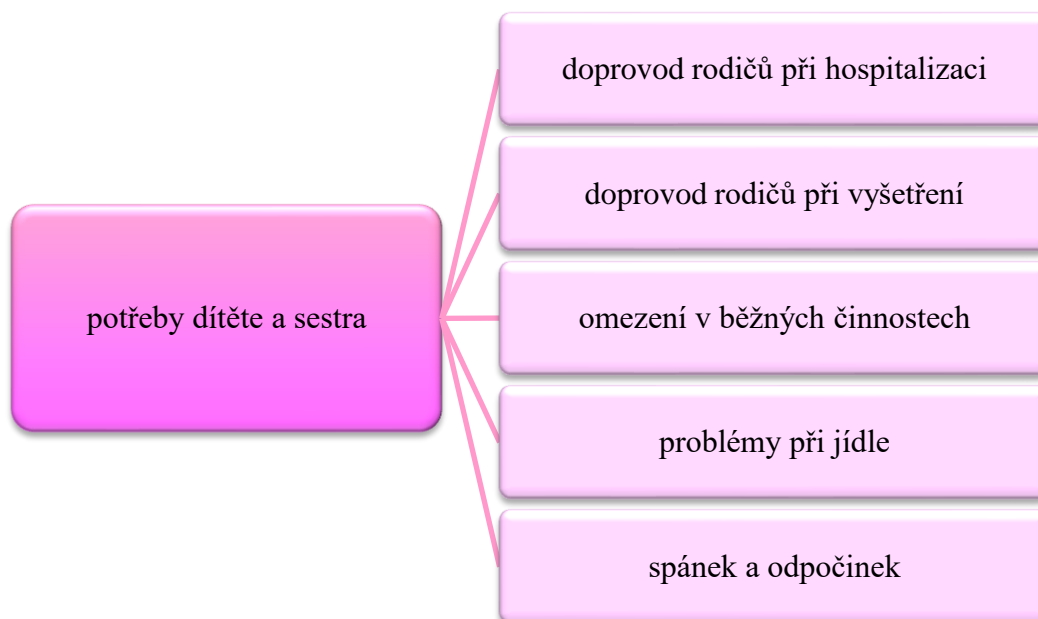 doprovod rodičů při hospitalizaci
doprovod rodičů při vyšetření
potřeby dítěte a sestra
omezení v běžných činnostech
problémy při jídle
spánek a odpočinek